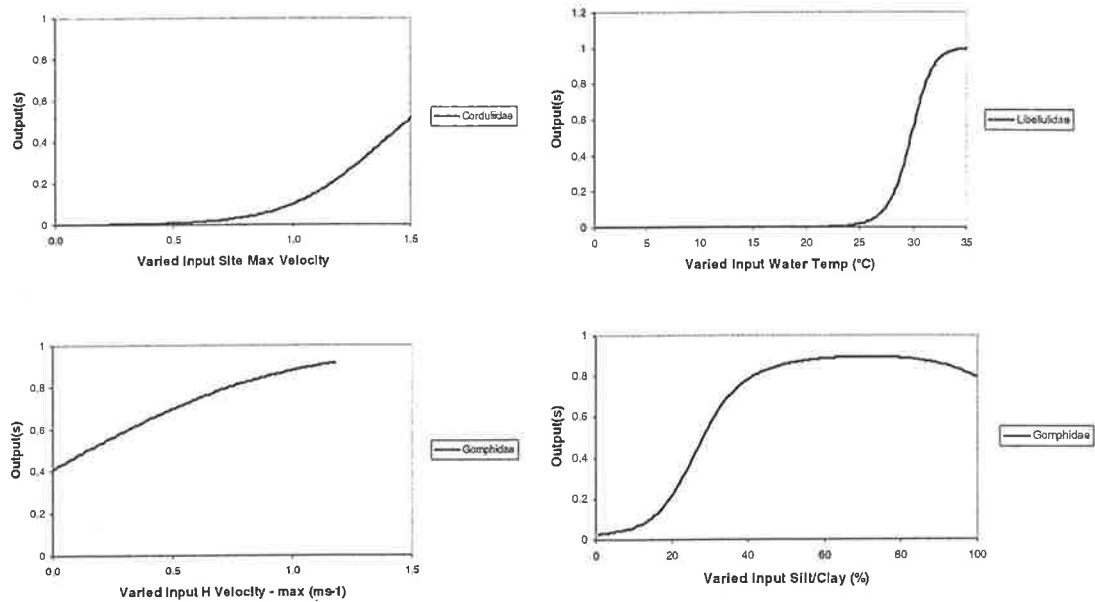 1
0.8
0.6
0.4
0.2
0
0.0 0.5 1.0 1.5
Output(s)
Varied Input Site Max Velocity
Corduliidae
1.2
1
0.8
0.6
0.4
0.2
0
0 5 10 15 20 25 30 35
Output(s)
Varied Input Water Temp (°C)
Libellulidae
1
0.8
0.6
0.4
0.2
0
0.0 0.5 1.0 1.5
Output(s)
Varied Input H Velocity - max (ms-1)
Gomphidae
1
0.8
0.6
0.4
0.2
0
0 20 40 60 80 100
Output(s)
Varied Input Silt/Clay (%)
Gomphidae